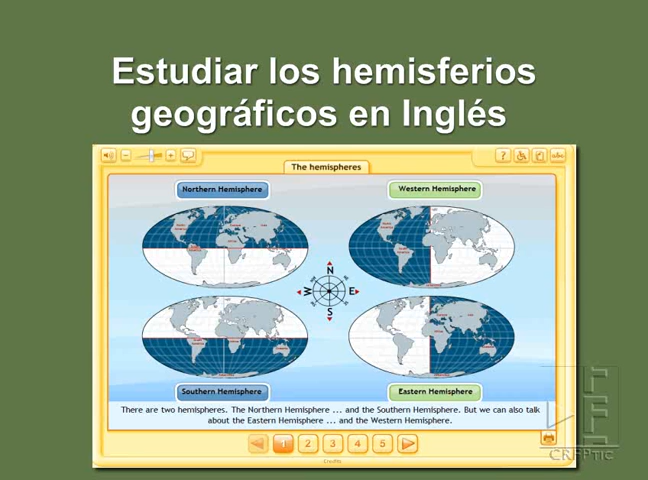 Estudiar los hemisferios
geográficos en Inglés
The hemispheres
Northern Hemisphere
Western Hemisphere
N
W
E
S
Southern Hemisphere
Eastern Hemisphere
There are two hemispheres. The Northern Hemisphere ... and the Southern Hemisphere. But we can also talk
about the Eastern Hemisphere ... and the Western Hemisphere.
1 2 3 4 5
Credits
CRFPTIC